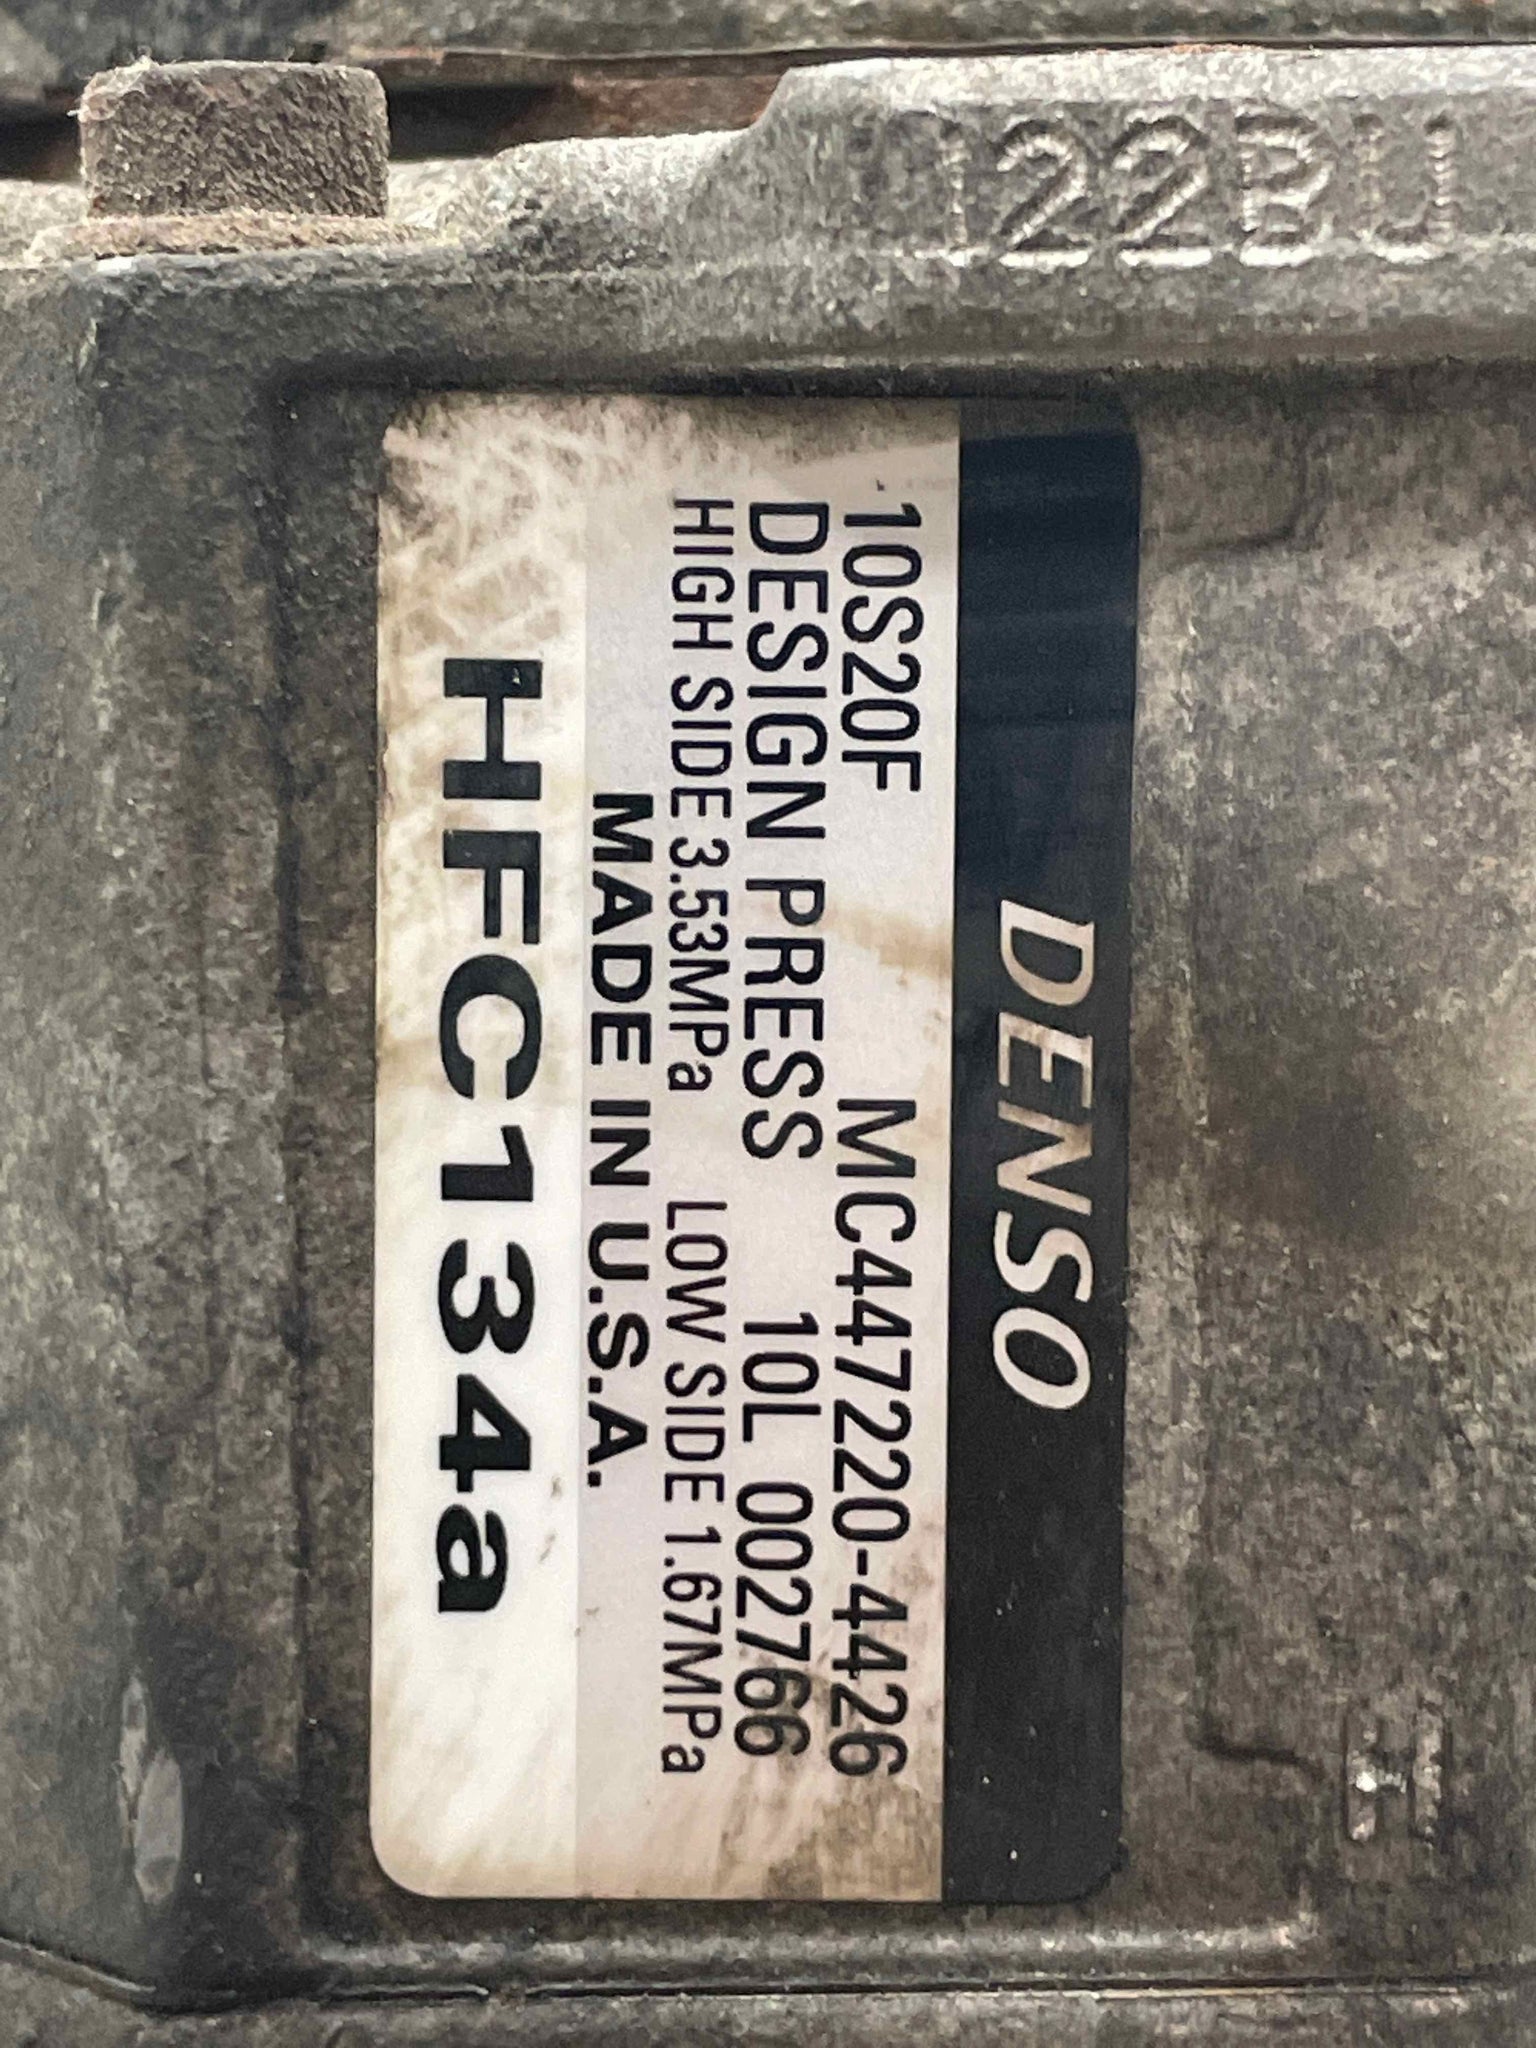 122BU
DENSO
10S20F MC447220-4426
DESIGN PRESS 10L 002766
HIGH SIDE 3.53MPa LOW SIDE 1.67MPa
MADE IN U.S.A.
HFC134a
H